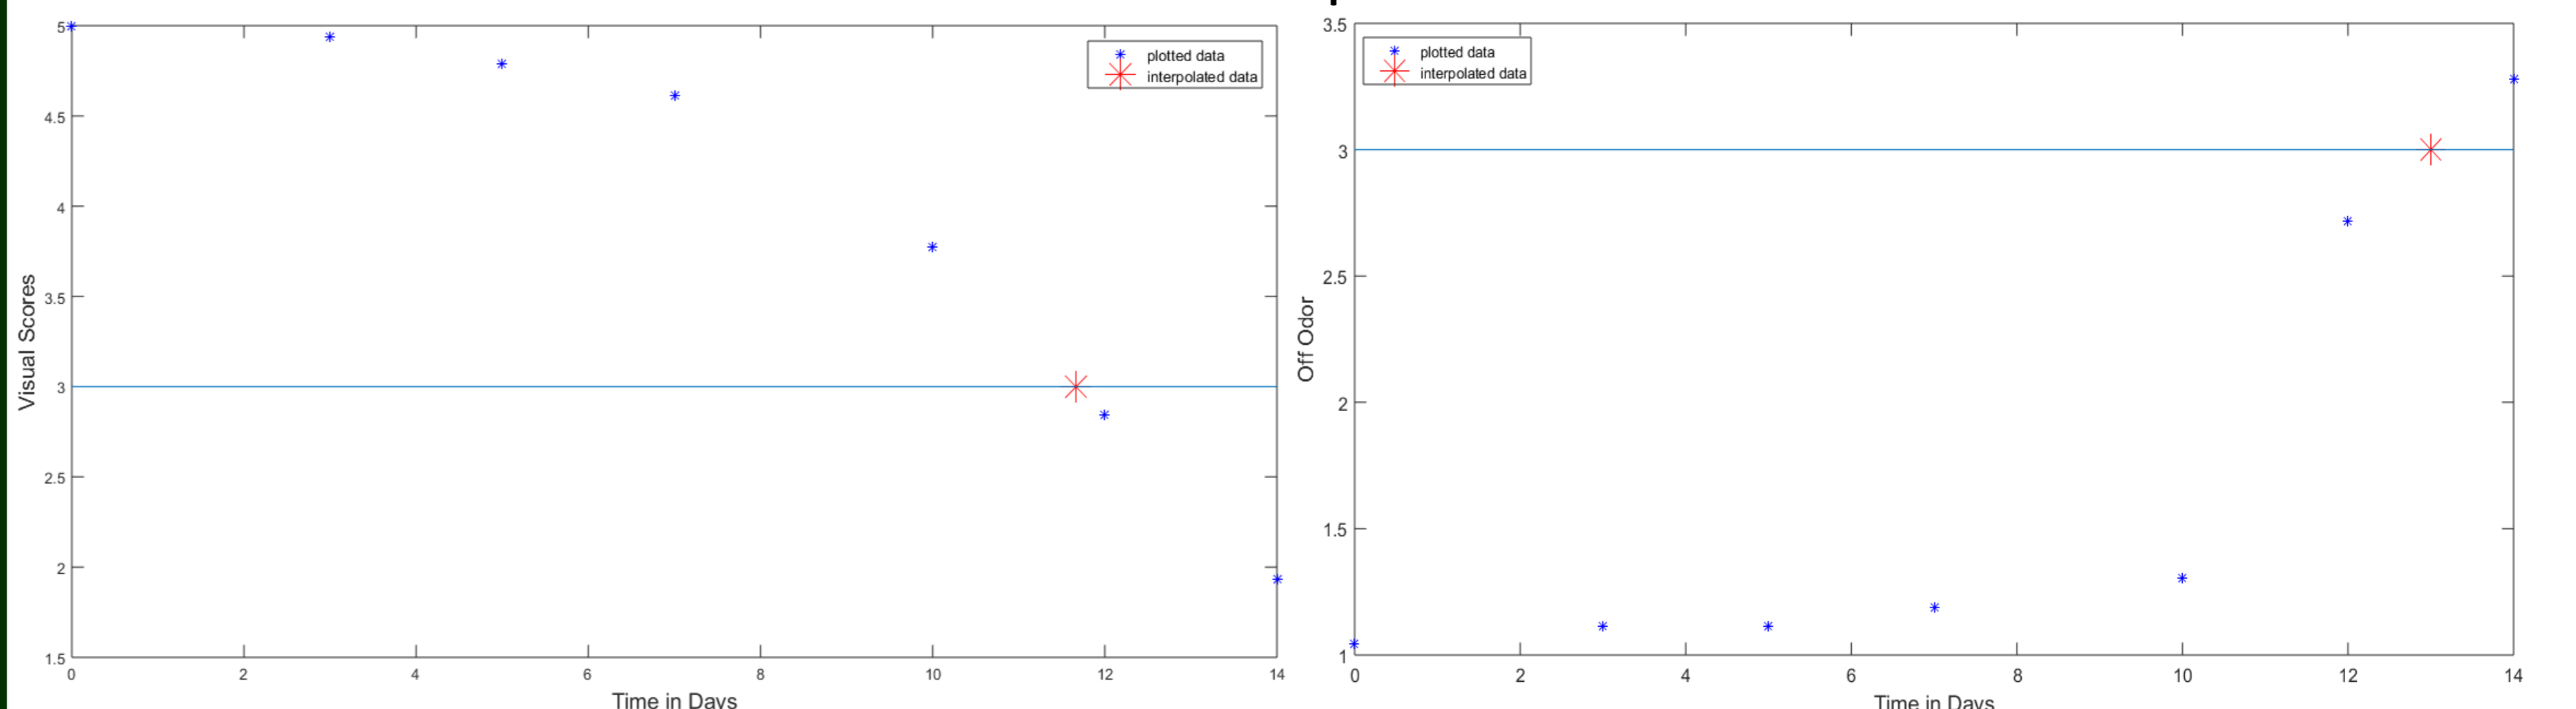 5
4.5
4
3.5
3
2.5
2
1.5
0 2 4 6 8 10 12 14
Visual Scores
Time in Days
plotted data
interpolated data
3.5
3
2.5
2
1.5
1
0 2 4 6 8 10 12 14
Off Odor
Time in Days
plotted data
interpolated data